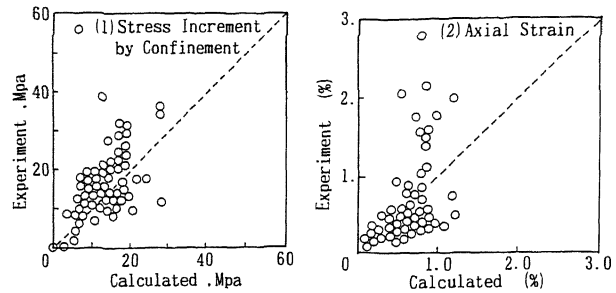 60
(1) Stress Increment
by Confinement
40
20
Experiment ,Mpa
0
20
40
60
Calculated ,Mpa
3.
(2) Axial Strain
2.
1.
Experiment (%)
0
1.0
2.0
3.0
Calculated (%)